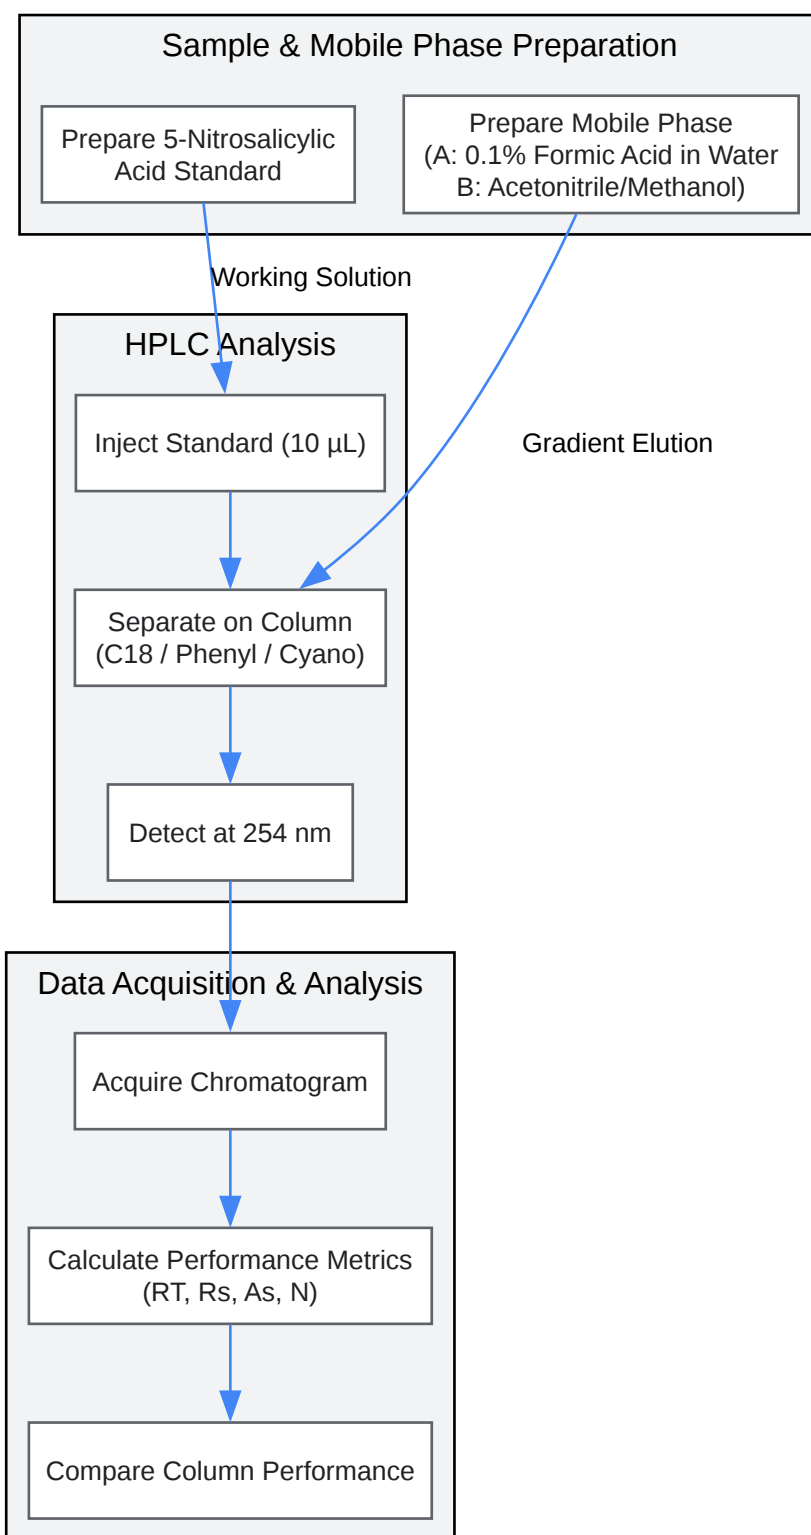 Sample & Mobile Phase Preparation
Prepare 5-Nitrosalicylic
Acid Standard
Prepare Mobile Phase
(A: 0.1% Formic Acid in Water
B: Acetonitrile/Methanol)
Working Solution
HPLC Analysis
Inject Standard (10 µL)
Gradient Elution
Separate on Column
(C18 / Phenyl / Cyano)
Detect at 254 nm
Data Acquisition & Analysis
Acquire Chromatogram
Calculate Performance Metrics
(RT, Rs, As, N)
Compare Column Performance